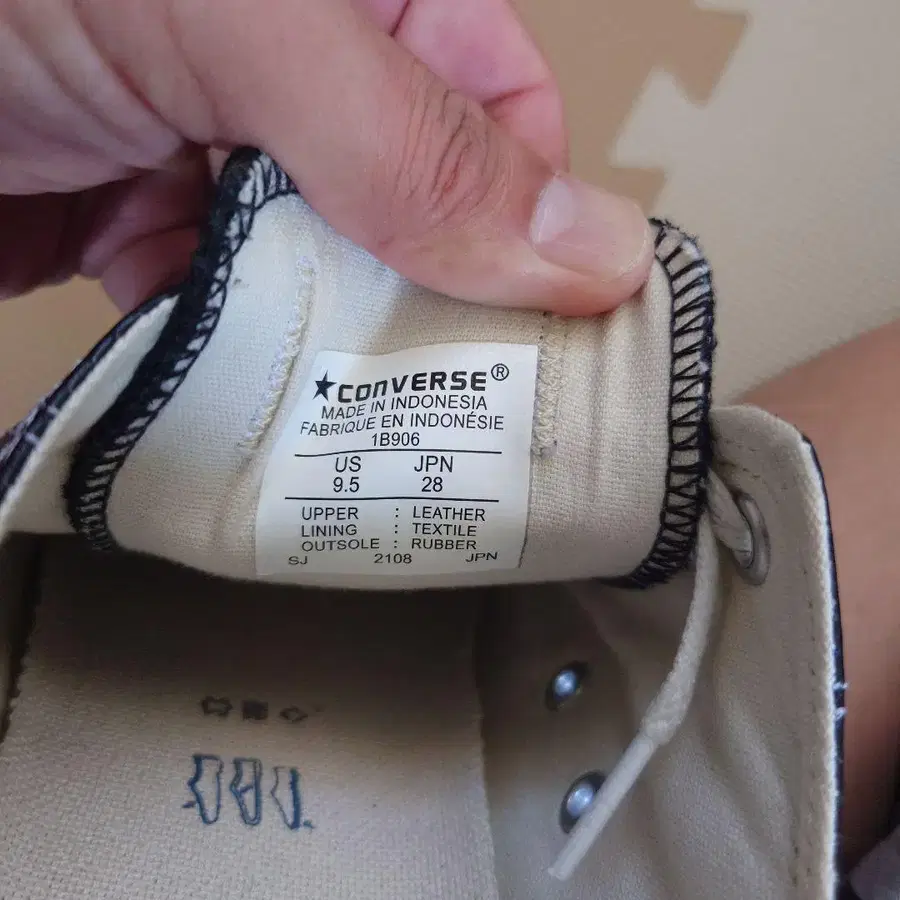 ★CONVERSE®
MADE IN INDONESIA
FABRIQUE EN INDONÉSIE
1B906
US JPN
9.5 28
UPPER : LEATHER
LINING : TEXTILE
OUTSOLE : RUBBER
SJ 2108 JPN